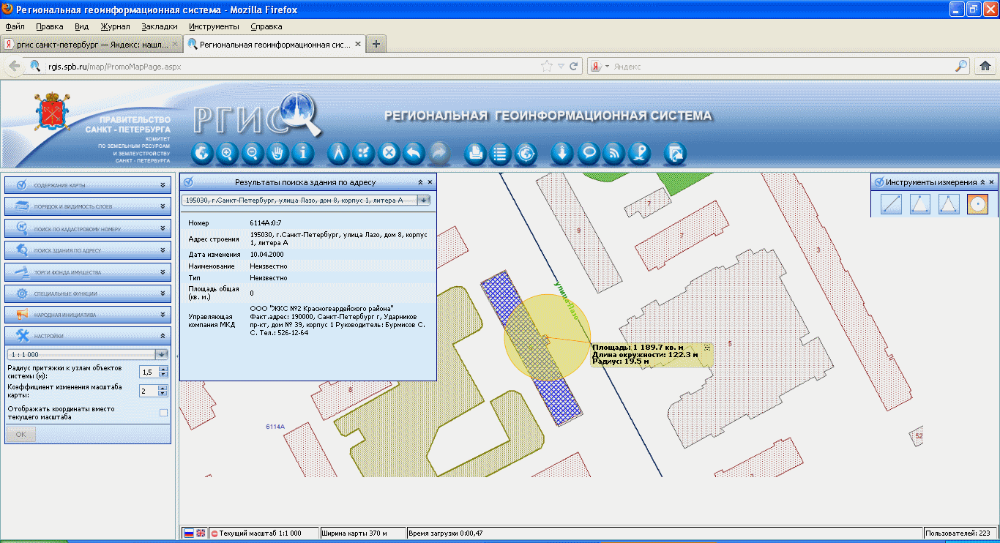 Региональная геоинформационная система - Mozilla Firefox
Файл Правка Вид Журнал Закладки Инструменты Справка
ргис санкт-петербург — Яндекс: нашл...
Региональная геоинформационная сис...
rgis.spb.ru/map/PromoMapPage.aspx
Яндекс
ПРАВИТЕЛЬСТВО
САНКТ - ПЕТЕРБУРГА
КОМИТЕТ
ПО ЗЕМЕЛЬНЫМ РЕСУРСАМ
И ЗЕМЛЕУСТРОЙСТВУ
САНКТ - ПЕТЕРБУРГА
РГИС
РЕГИОНАЛЬНАЯ ГЕОИНФОРМАЦИОННАЯ СИСТЕМА
СОДЕРЖАНИЕ КАРТЫ
ПОРЯДОК И ВИДИМОСТЬ СЛОЕВ
ПОИСК ПО КАДАСТРОВОМУ НОМЕРУ
ПОИСК ЗДАНИЯ ПО АДРЕСУ
ТОРГИ ФОНДА ИМУЩЕСТВА
СПЕЦИАЛЬНЫЕ ФУНКЦИИ
НАРОДНАЯ ИНИЦИАТИВА
НАСТРОЙКИ
1 : 1 000
Радиус притяжки к узлам объектов
системы (м):
1,5
Коэффициент изменения масштаба
карты:
2
Отображать координаты вместо
текущего масштаба
OK
Результаты поиска здания по адресу
195030, г.Санкт-Петербург, улица Лазо, дом 8, корпус 1, литера А
Номер 6114А:0:7
Адрес строения 195030, г.Санкт-Петербург, улица Лазо, дом 8, корпус
1, литера А
Дата изменения 10.04.2000
Наименование Неизвестно
Тип Неизвестно
Площадь общая
(кв. м.) 0
Управляющая
компания МКД
ООО "ЖКС №2 Красногвардейского района"
Факт.адрес: 190000, Санкт-Петербург г, Ударников
пр-кт, дом № 39, корпус 1 Руководитель: Бурмисов С.
С. Тел.: 526-12-64
Инструменты измерения
7
9
7
3
улица Лазо
5
Площадь: 1 189.7 кв. м
Длина окружности: 122.3 м
Радиус: 19.5 м
8
6114А
52
Текущий масштаб 1:1 000
Ширина карты 370 м
Время загрузки 0:00,47
Пользователей: 223